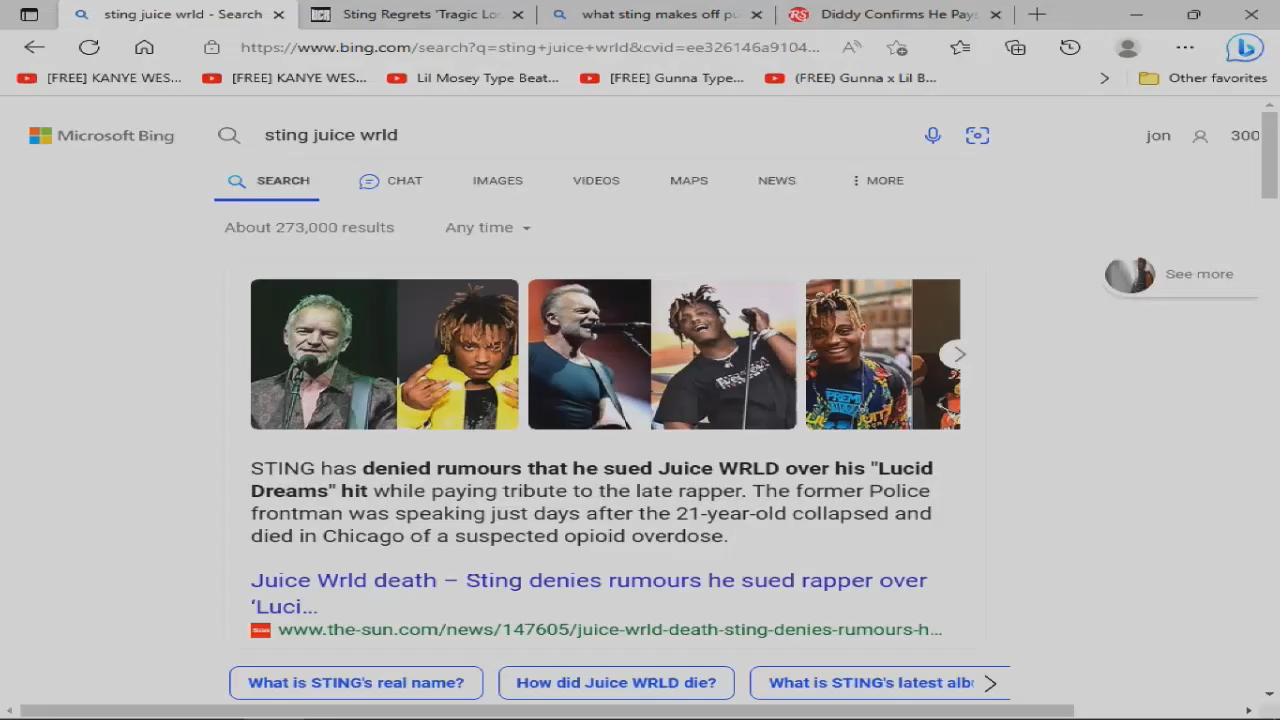 sting juice wrld - Search
Sting Regrets 'Tragic Los
what sting makes off pu
Diddy Confirms He Pays
https://www.bing.com/search?q=sting+juice+wrld&cvid=ee326146a9104...
[FREE] KANYE WES...
[FREE] KANYE WES...
Lil Mosey Type Beat...
[FREE] Gunna Type...
(FREE) Gunna x Lil B...
Other favorites
Microsoft Bing
sting juice wrld
jon
300
SEARCH
CHAT
IMAGES
VIDEOS
MAPS
NEWS
MORE
About 273,000 results
Any time
See more
STING has denied rumours that he sued Juice WRLD over his "Lucid
Dreams" hit while paying tribute to the late rapper. The former Police
frontman was speaking just days after the 21-year-old collapsed and
died in Chicago of a suspected opioid overdose.
Juice Wrld death – Sting denies rumours he sued rapper over
‘Luci...
www.the-sun.com/news/147605/juice-wrld-death-sting-denies-rumours-h...
What is STING's real name?
How did Juice WRLD die?
What is STING's latest albu